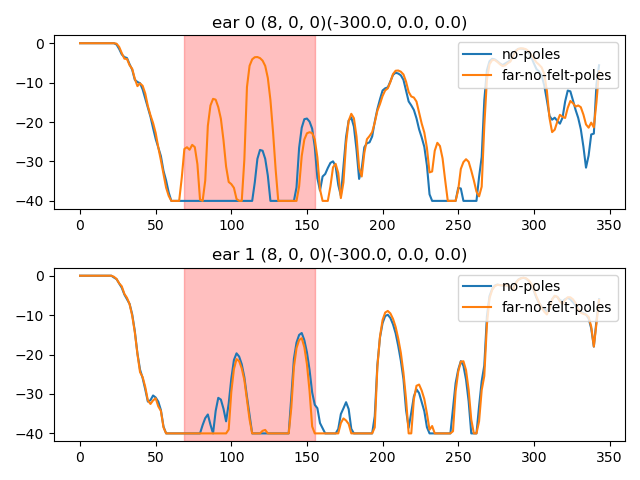 ear 0 (8, 0, 0)(-300.0, 0.0, 0.0)
0
−10
−20
−30
−40
no-poles
far-no-felt-poles
0 50 100 150 200 250 300 350
ear 1 (8, 0, 0)(-300.0, 0.0, 0.0)
0
−10
−20
−30
−40
no-poles
far-no-felt-poles
0 50 100 150 200 250 300 350